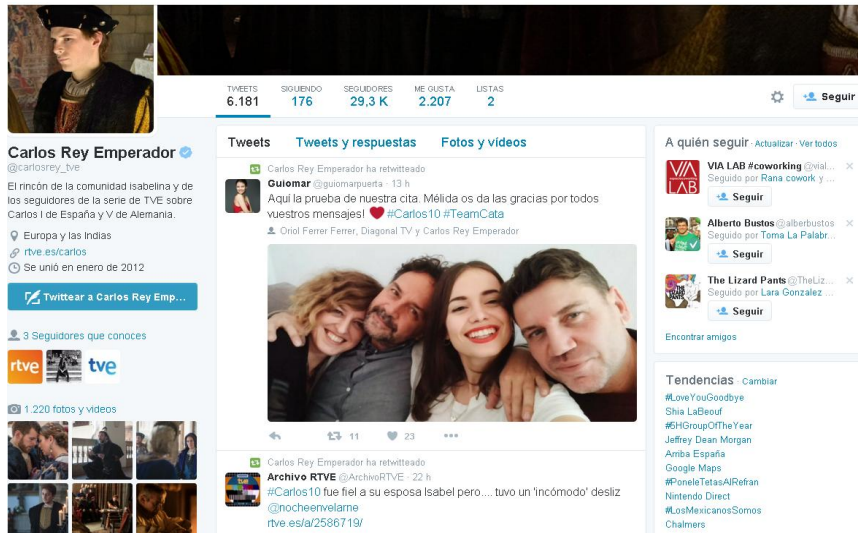 TWEETS
6.181
SIGUIENDO
176
SEGUIDORES
29,3 K
ME GUSTA
2.207
LISTAS
2
Seguir
Carlos Rey Emperador
@carlosrey_tve
El rincón de la comunidad isabelina y de
los seguidores de la serie de TVE sobre
Carlos I de España y V de Alemania.
Europa y las Indias
rtve.es/carlos
Se unió en enero de 2012
Twittear a Carlos Rey Emp...
3 Seguidores que conoces
rtve
tve
1.220 fotos y videos
Tweets
Tweets y respuestas
Fotos y vídeos
Carlos Rey Emperador ha retwitteado
Guiomar @guiomarpuerta · 13 h
Aquí la prueba de nuestra cita. Mélida os da las gracias por todos
vuestros mensajes! ❤ #Carlos10 #TeamCata
Oriol Ferrer Ferrer, Diagonal TV y Carlos Rey Emperador
11
23
Carlos Rey Emperador ha retwitteado
Archivo RTVE @ArchivoRTVE · 22 h
#Carlos10 fue fiel a su esposa Isabel pero.... tuvo un 'incómodo' desliz
@nocheenvelarne
rtve.es/a/2586719/
A quién seguir · Actualizar · Ver todos
VIA
LAB
VIA LAB #coworking @vial...
Seguido por Rana cowork y ...
Seguir
Alberto Bustos @alberbustos
Seguido por Toma La Palabr...
Seguir
The Lizard Pants @TheLiz...
Seguido por Lara Gonzalez ...
Seguir
Encontrar amigos
Tendencias · Cambiar
#LoveYouGoodbye
Shia LaBeouf
#5HGroupOfTheYear
Jeffrey Dean Morgan
Arriba España
Google Maps
#PoneleTetasAlRefran
Nintendo Direct
#LosMexicanosSomos
Chalmers